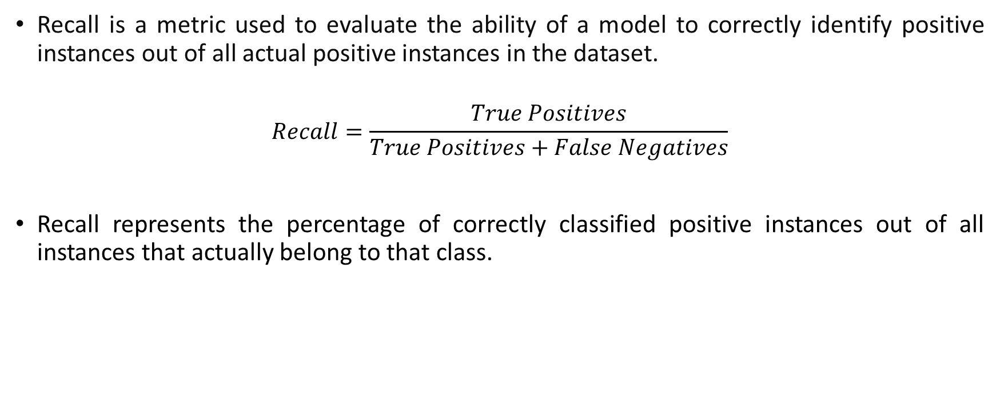 • Recall is a metric used to evaluate the ability of a model to correctly identify positive
instances out of all actual positive instances in the dataset.
Recall = True Positives / True Positives + False Negatives
• Recall represents the percentage of correctly classified positive instances out of all
instances that actually belong to that class.